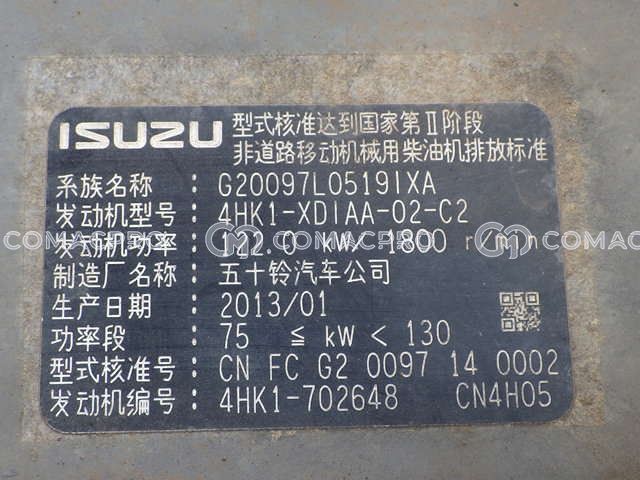 ISUZU 型式核准达到国家第Ⅱ阶段
非道路移动机械用柴油机排放标准
系族名称： G20097L0519IXA
发动机型号： 4HK1-XDIAA-02-C2
发动机功率： 122.0 kW/ 1800 r/min
制造厂名称： 五十铃汽车公司
生产日期： 2013/01
功率段： 75 ≦ kW < 130
型式核准号： CN FC G2 0097 14 0002
发动机编号： 4HK1-702648 CN4H05
COMACPRO COMACPRO COMAC